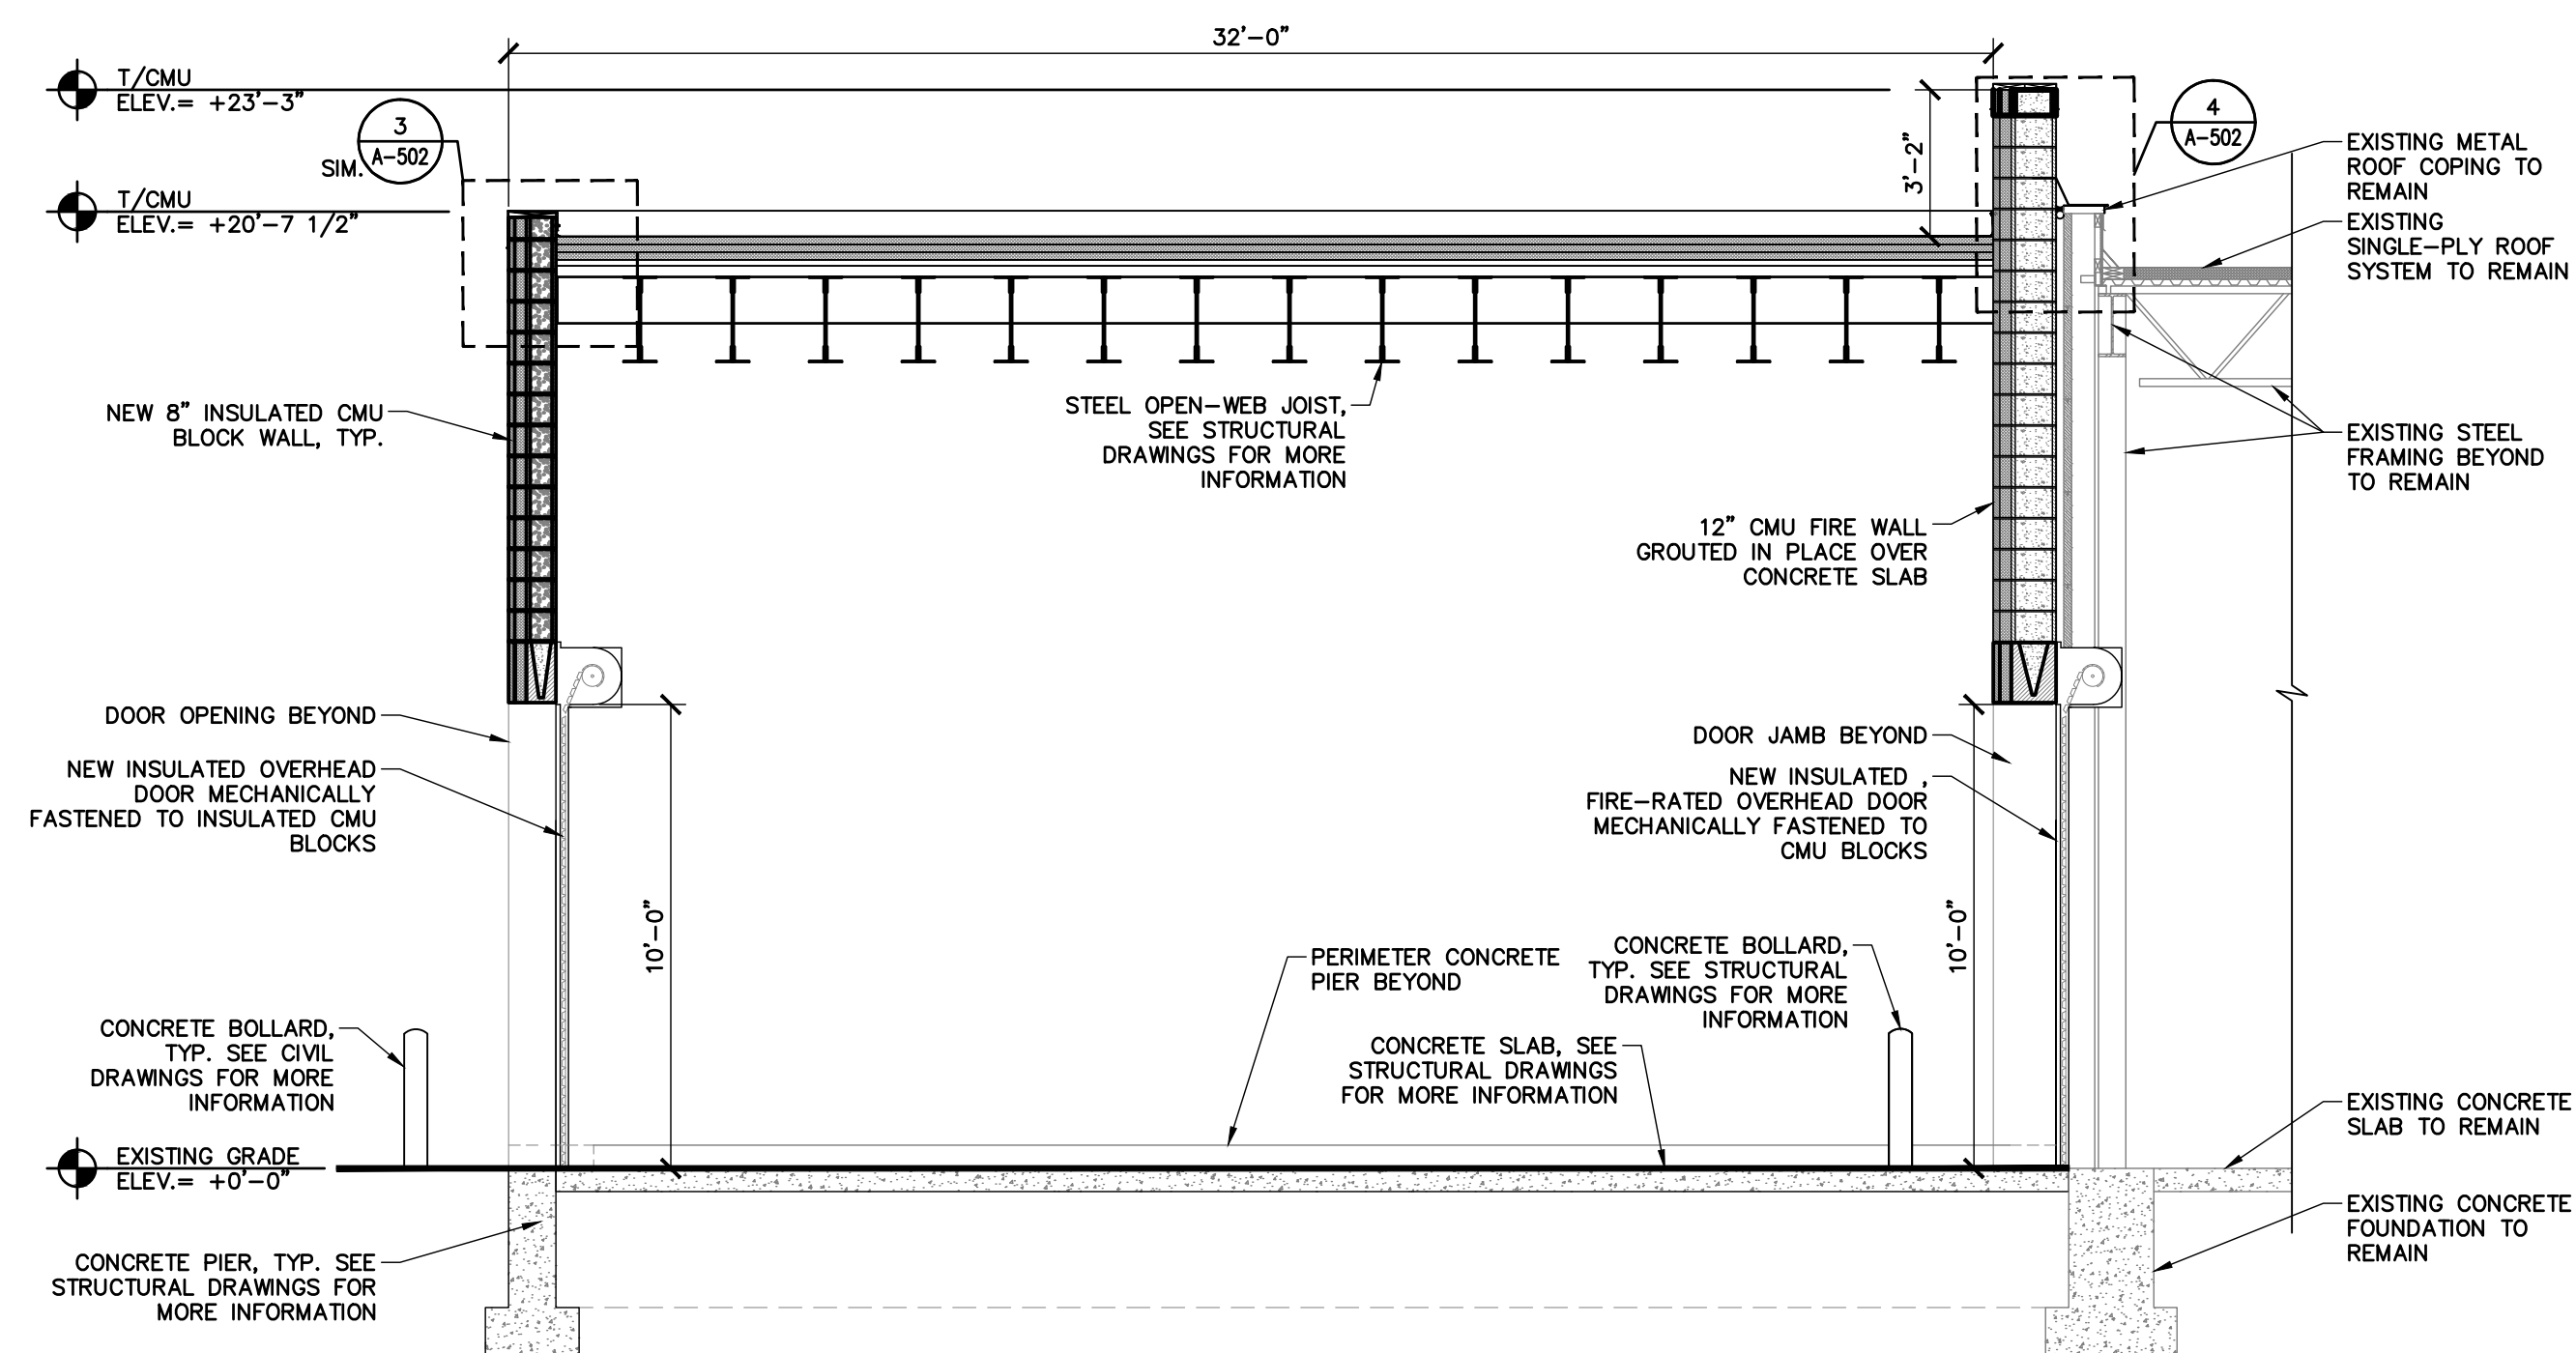 32'-0"
T/CMU
ELEV.= +23'-3"
3
A-502
SIM.
T/CMU
ELEV.= +20'-7 1/2"
3'-2"
4
A-502
EXISTING METAL
ROOF COPING TO
REMAIN
EXISTING
SINGLE-PLY ROOF
SYSTEM TO REMAIN
NEW 8" INSULATED CMU
BLOCK WALL, TYP.
STEEL OPEN-WEB JOIST,
SEE STRUCTURAL
DRAWINGS FOR MORE
INFORMATION
EXISTING STEEL
FRAMING BEYOND
TO REMAIN
12" CMU FIRE WALL
GROUTED IN PLACE OVER
CONCRETE SLAB
DOOR OPENING BEYOND
NEW INSULATED OVERHEAD
DOOR MECHANICALLY
FASTENED TO INSULATED CMU
BLOCKS
DOOR JAMB BEYOND
NEW INSULATED ,
FIRE-RATED OVERHEAD DOOR
MECHANICALLY FASTENED TO
CMU BLOCKS
10'-0"
10'-0"
PERIMETER CONCRETE
PIER BEYOND
CONCRETE BOLLARD,
TYP. SEE STRUCTURAL
DRAWINGS FOR MORE
INFORMATION
CONCRETE BOLLARD,
TYP. SEE CIVIL
DRAWINGS FOR MORE
INFORMATION
CONCRETE SLAB, SEE
STRUCTURAL DRAWINGS
FOR MORE INFORMATION
EXISTING CONCRETE
SLAB TO REMAIN
EXISTING GRADE
ELEV.= +0'-0"
EXISTING CONCRETE
FOUNDATION TO
REMAIN
CONCRETE PIER, TYP. SEE
STRUCTURAL DRAWINGS FOR
MORE INFORMATION